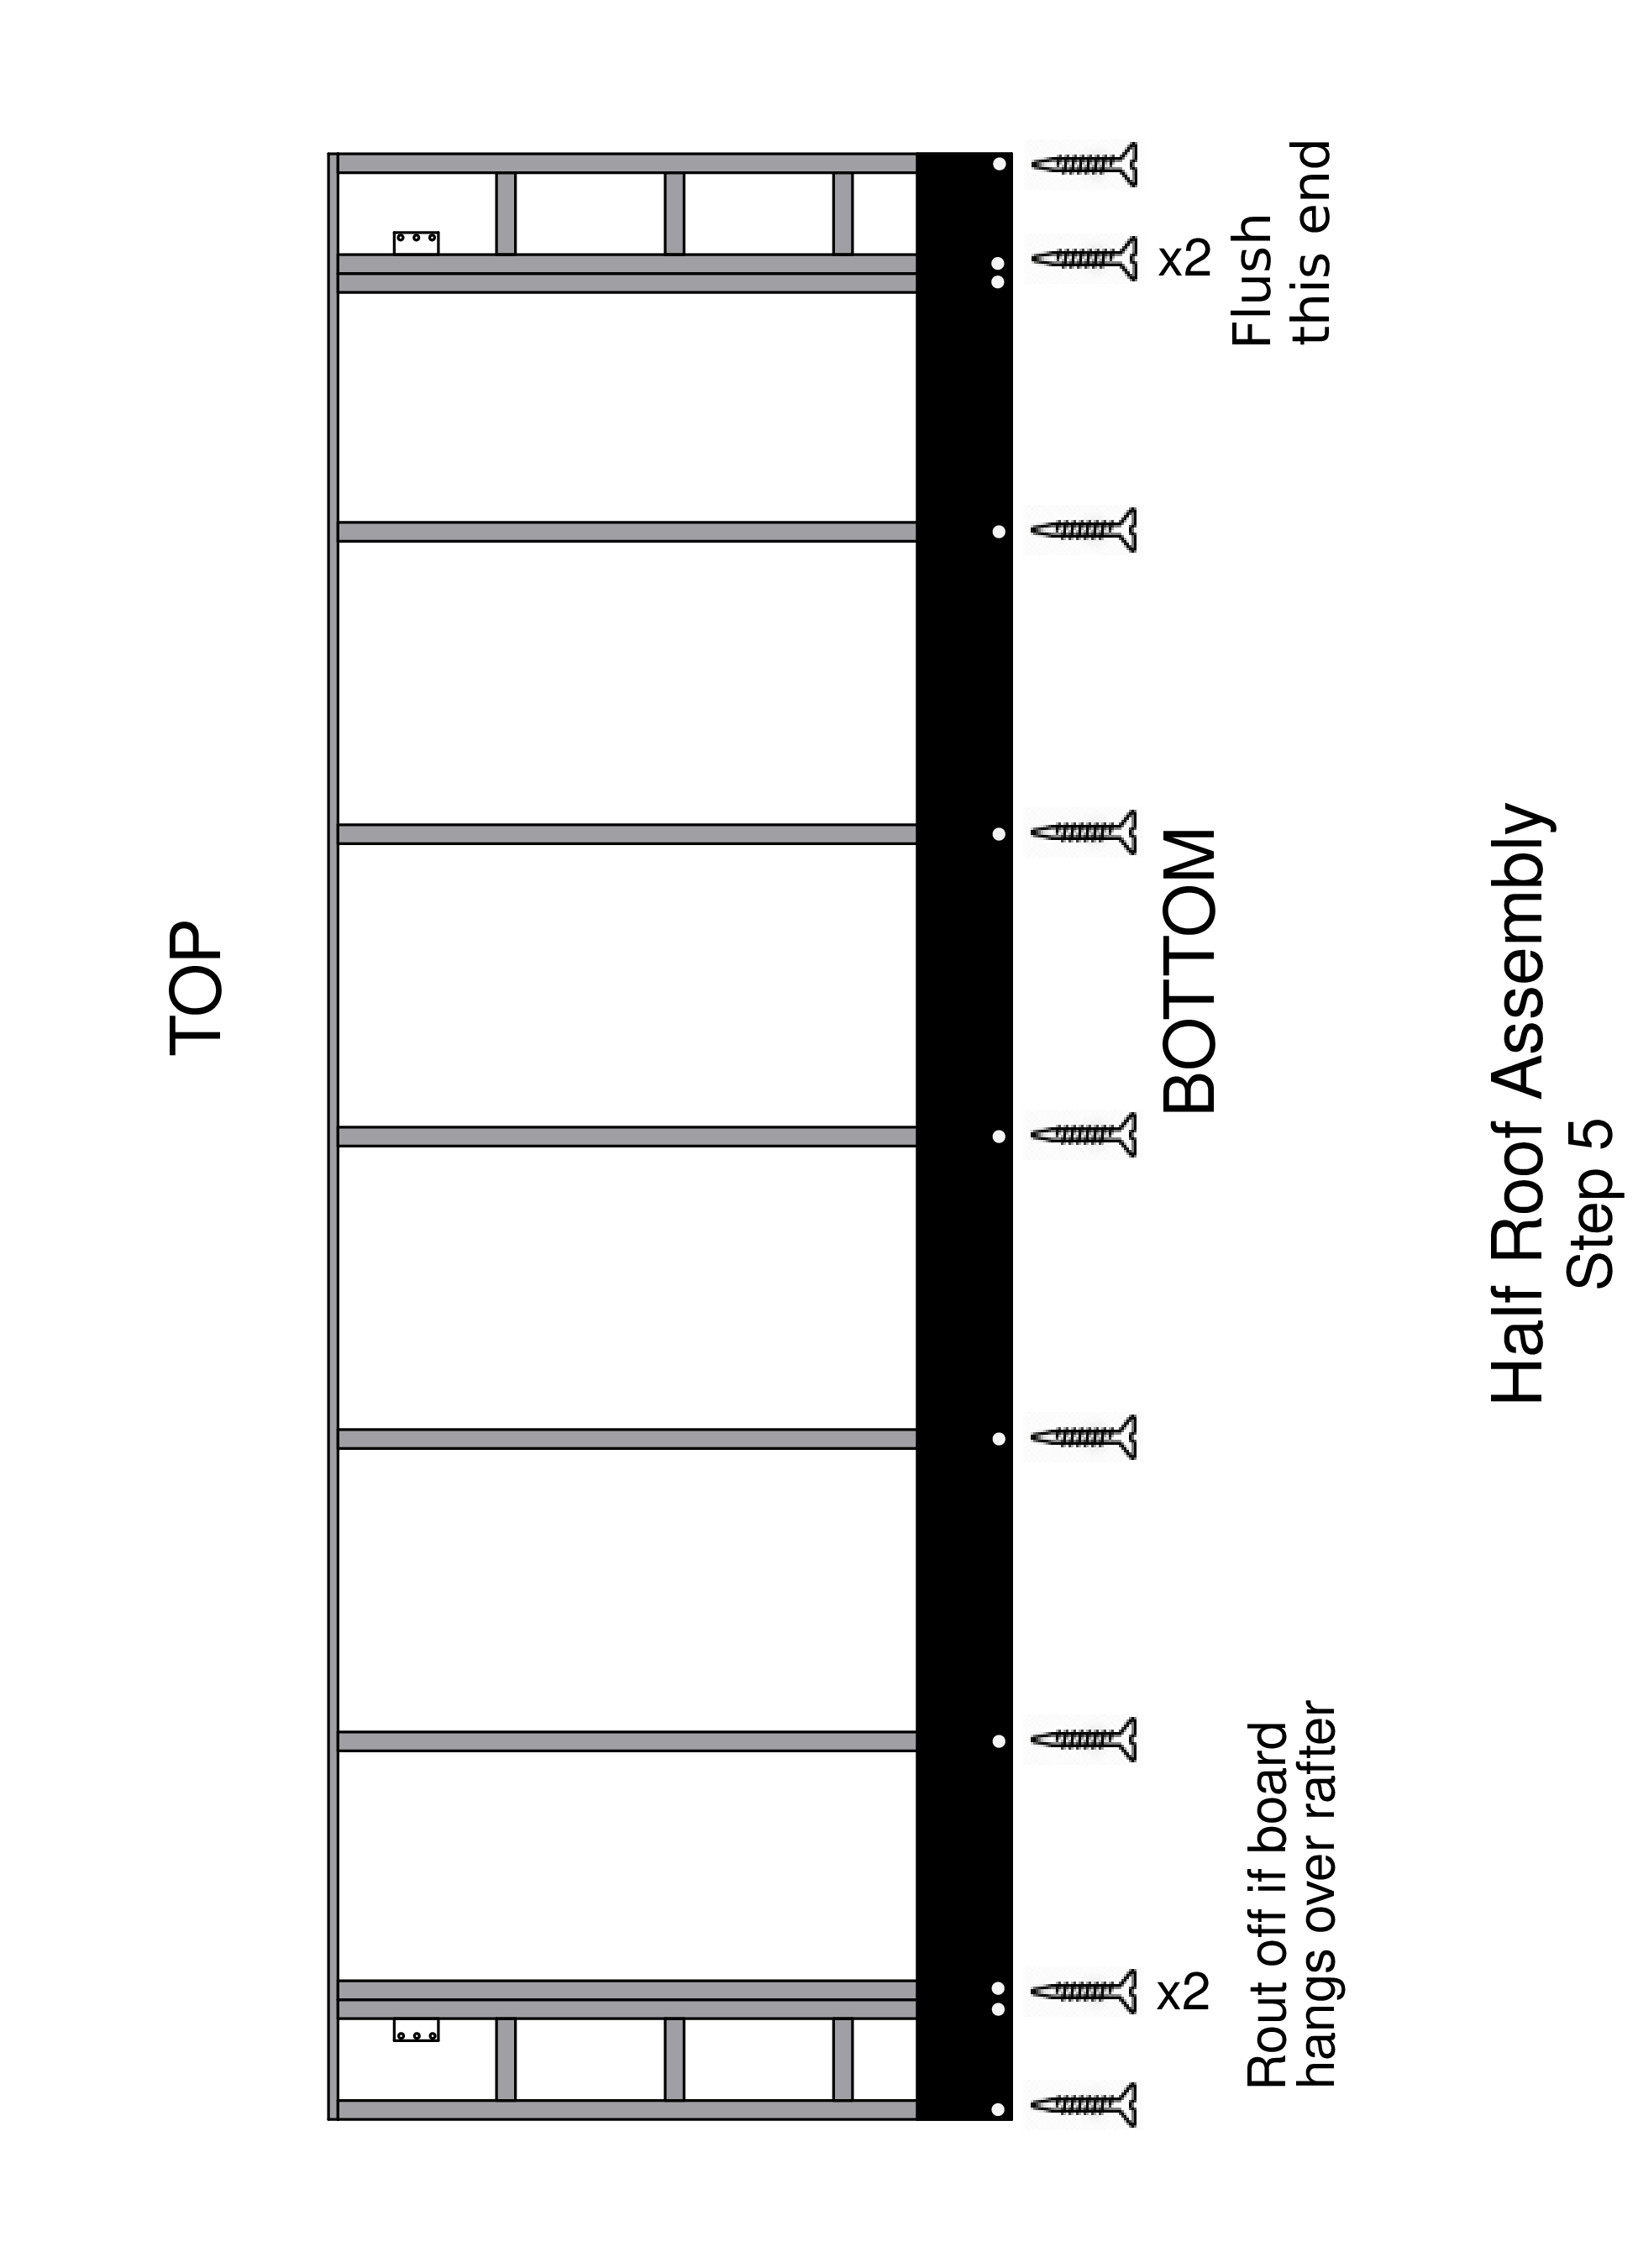 TOP
x2
x2
Rout off if board
hangs over rafter
BOTTOM
Flush
this end
Half Roof Assembly
Step 5